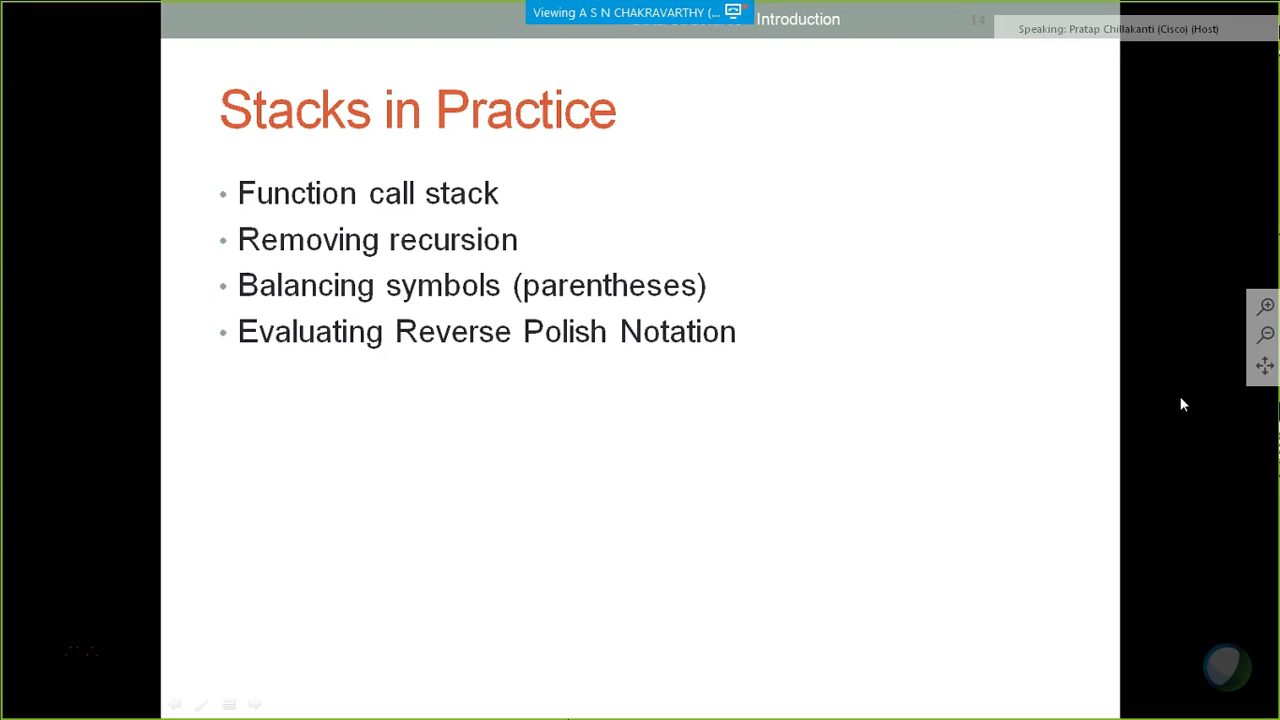 Viewing A S N CHAKRAVARTHY (...
Introduction
14
Speaking: Pratap Chillakanti (Cisco) (Host)
Stacks in Practice
• Function call stack
• Removing recursion
• Balancing symbols (parentheses)
• Evaluating Reverse Polish Notation